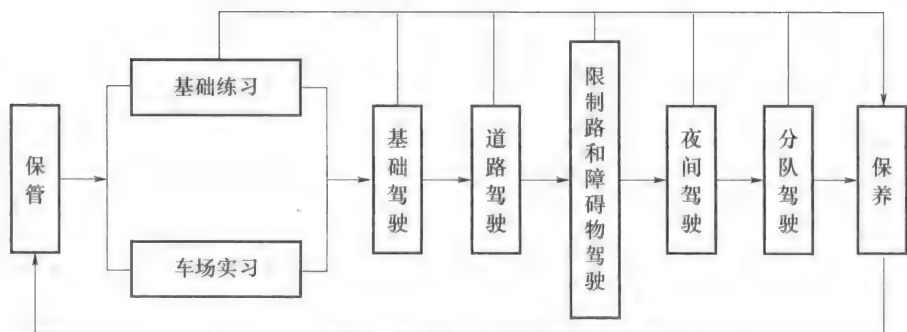 保管
基础练习
车场实习
基础驾驶
道路驾驶
限制路和障碍物驾驶
夜间驾驶
分队驾驶
保养